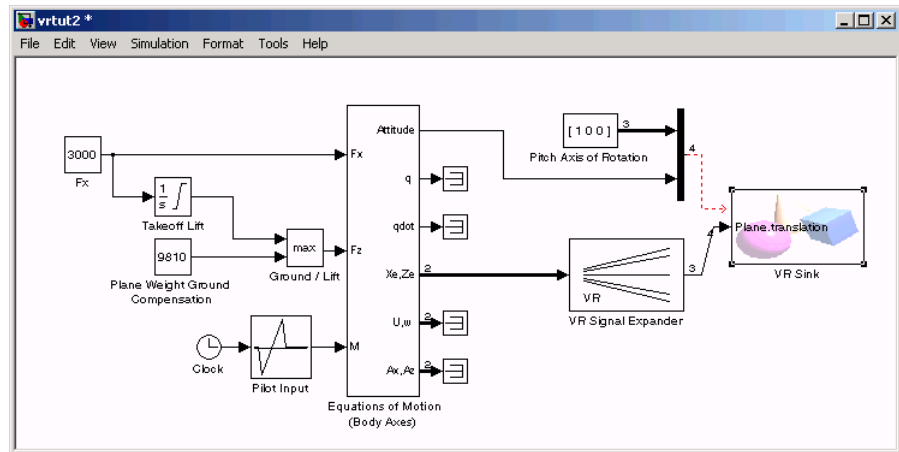 vrtut2 *
File Edit View Simulation Format Tools Help
3000
Fx
1
s
Takeoff Lift
9810
Plane Weight Ground
Compensation
max
Ground / Lift
Clock
Pilot Input
Fx
Fz
M
Attitude
q
qdot
Xe,Ze
U,w
Ax,Az
2
2
2
Equations of Motion
(Body Axes)
[ 1 0 0 ]
3
Pitch Axis of Rotation
4
VR
VR Signal Expander
3
4
Plane.translation
VR Sink